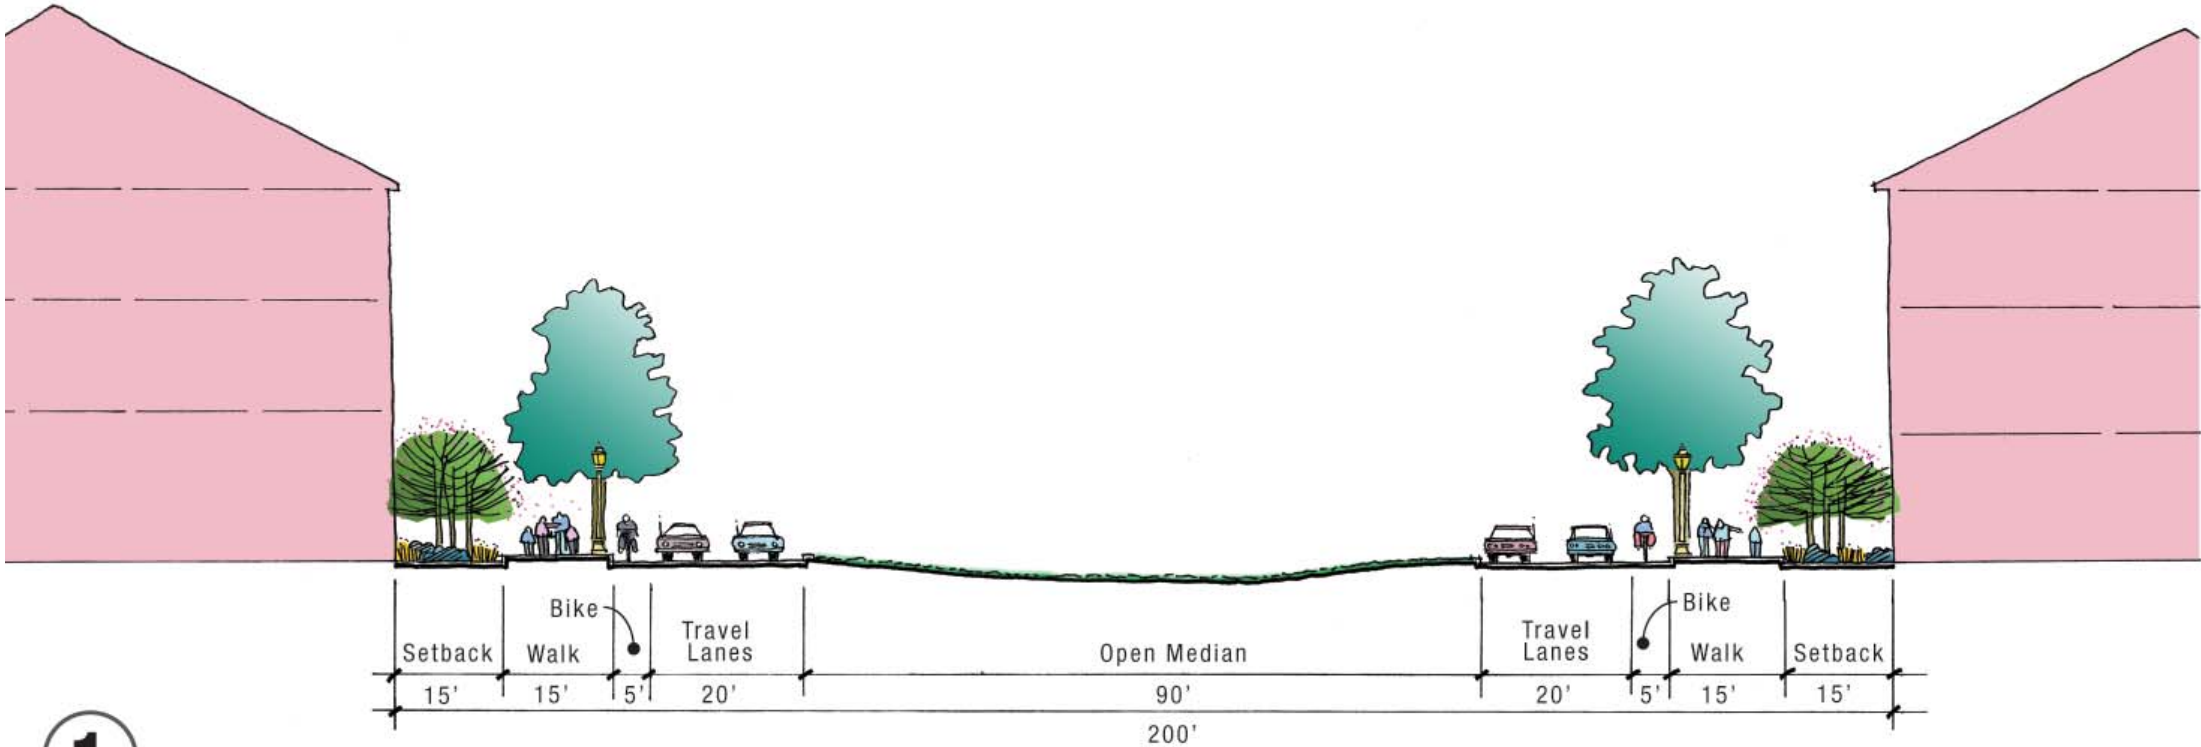 Bike
Bike
Travel
Lanes
Travel
Lanes
Setback
Walk
Open Median
Walk
Setback
15'
15'
5'
20'
90'
20'
5'
15'
15'
200'
1